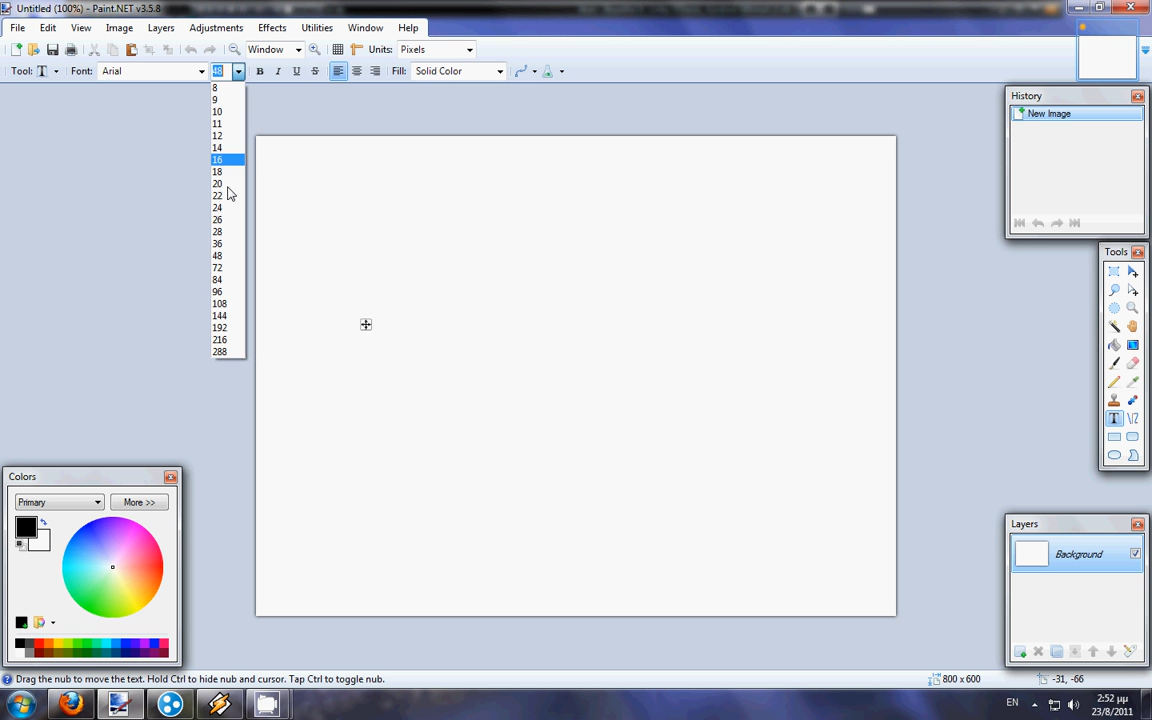 Untitled (100%) - Paint.NET v3.5.8
File Edit View Image Layers Adjustments Effects Utilities Window Help
Window Units: Pixels
Tool: T Font: Arial 48 B I U S Fill: Solid Color
8
9
10
11
12
14
16
18
20
22
24
26
28
36
48
72
84
96
108
144
192
216
288
History
New Image
Tools
Colors
Primary More >>
Layers
Background
Drag the nub to move the text. Hold Ctrl to hide nub and cursor. Tap Ctrl to toggle nub.
800 x 600
-31, -66
EN
2:52 μμ
23/8/2011